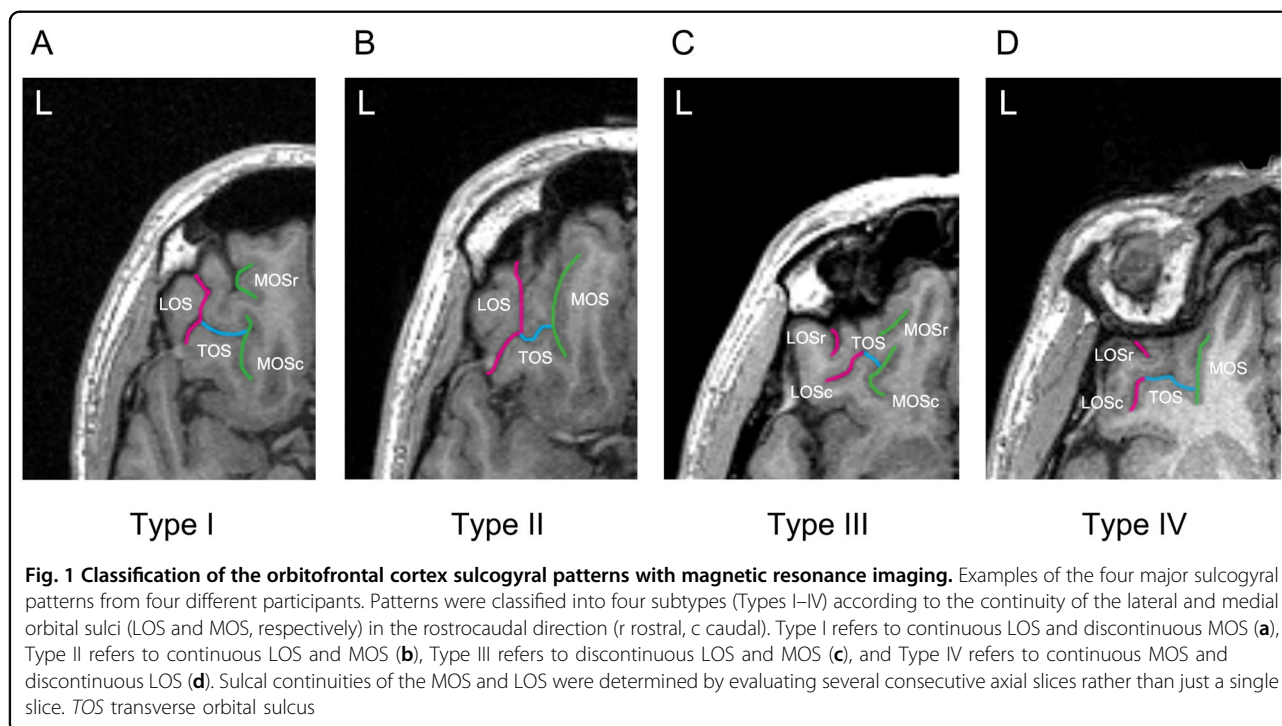 A B C D
L L L L
LOS MOSr TOS MOSc
LOS MOS TOS
LOSr TOS MOSr LOSc MOSc
LOSr MOS LOSc TOS
Type I Type II Type III Type IV
Fig. 1 Classification of the orbitofrontal cortex sulcogyral patterns with magnetic resonance imaging. Examples of the four major sulcogyral
patterns from four different participants. Patterns were classified into four subtypes (Types I–IV) according to the continuity of the lateral and medial
orbital sulci (LOS and MOS, respectively) in the rostrocaudal direction (r rostral, c caudal). Type I refers to continuous LOS and discontinuous MOS (a),
Type II refers to continuous LOS and MOS (b), Type III refers to discontinuous LOS and MOS (c), and Type IV refers to continuous MOS and
discontinuous LOS (d). Sulcal continuities of the MOS and LOS were determined by evaluating several consecutive axial slices rather than just a single
slice. TOS transverse orbital sulcus